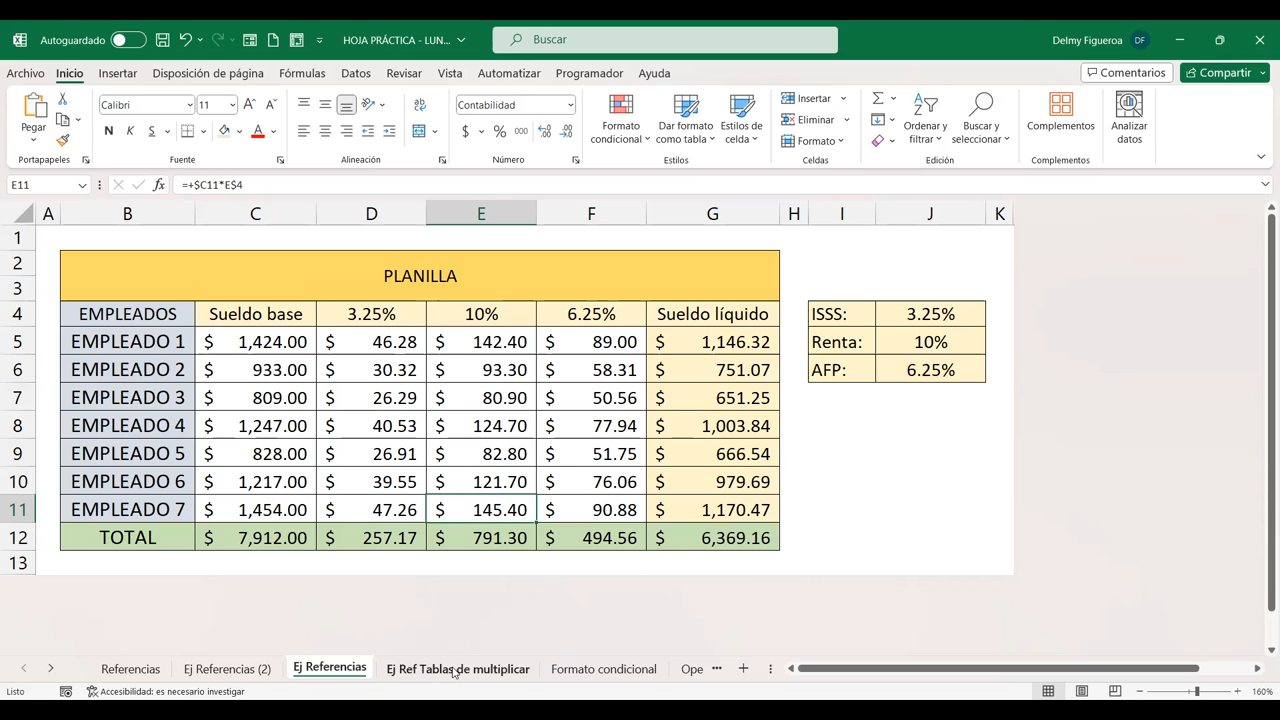 Autoguardado
HOJA PRÁCTICA - LUN...
Buscar
Delmy Figueroa DF
Archivo Inicio Insertar Disposición de página Fórmulas Datos Revisar Vista Automatizar Programador Ayuda
Comentarios Compartir
Pegar
Portapapeles
Calibri 11
N K S
Fuente
Alineación
Contabilidad
$ % 000
Número
Formato condicional
Dar formato como tabla
Estilos de celda
Estilos
Insertar
Eliminar
Formato
Celdas
Ordenar y filtrar
Buscar y seleccionar
Edición
Complementos
Complementos
Analizar datos
E11 fx =+$C11*E$4
A B C D E F G H I J K
1
2
PLANILLA
3
4 EMPLEADOS Sueldo base 3.25% 10% 6.25% Sueldo líquido ISSS: 3.25%
5 EMPLEADO 1 $ 1,424.00 $ 46.28 $ 142.40 $ 89.00 $ 1,146.32 Renta: 10%
6 EMPLEADO 2 $ 933.00 $ 30.32 $ 93.30 $ 58.31 $ 751.07 AFP: 6.25%
7 EMPLEADO 3 $ 809.00 $ 26.29 $ 80.90 $ 50.56 $ 651.25
8 EMPLEADO 4 $ 1,247.00 $ 40.53 $ 124.70 $ 77.94 $ 1,003.84
9 EMPLEADO 5 $ 828.00 $ 26.91 $ 82.80 $ 51.75 $ 666.54
10 EMPLEADO 6 $ 1,217.00 $ 39.55 $ 121.70 $ 76.06 $ 979.69
11 EMPLEADO 7 $ 1,454.00 $ 47.26 $ 145.40 $ 90.88 $ 1,170.47
12 TOTAL $ 7,912.00 $ 257.17 $ 791.30 $ 494.56 $ 6,369.16
13
Referencias Ej Referencias (2) Ej Referencias Ej Ref Tablas de multiplicar Formato condicional Ope ...
Listo Accesibilidad: es necesario investigar 160%